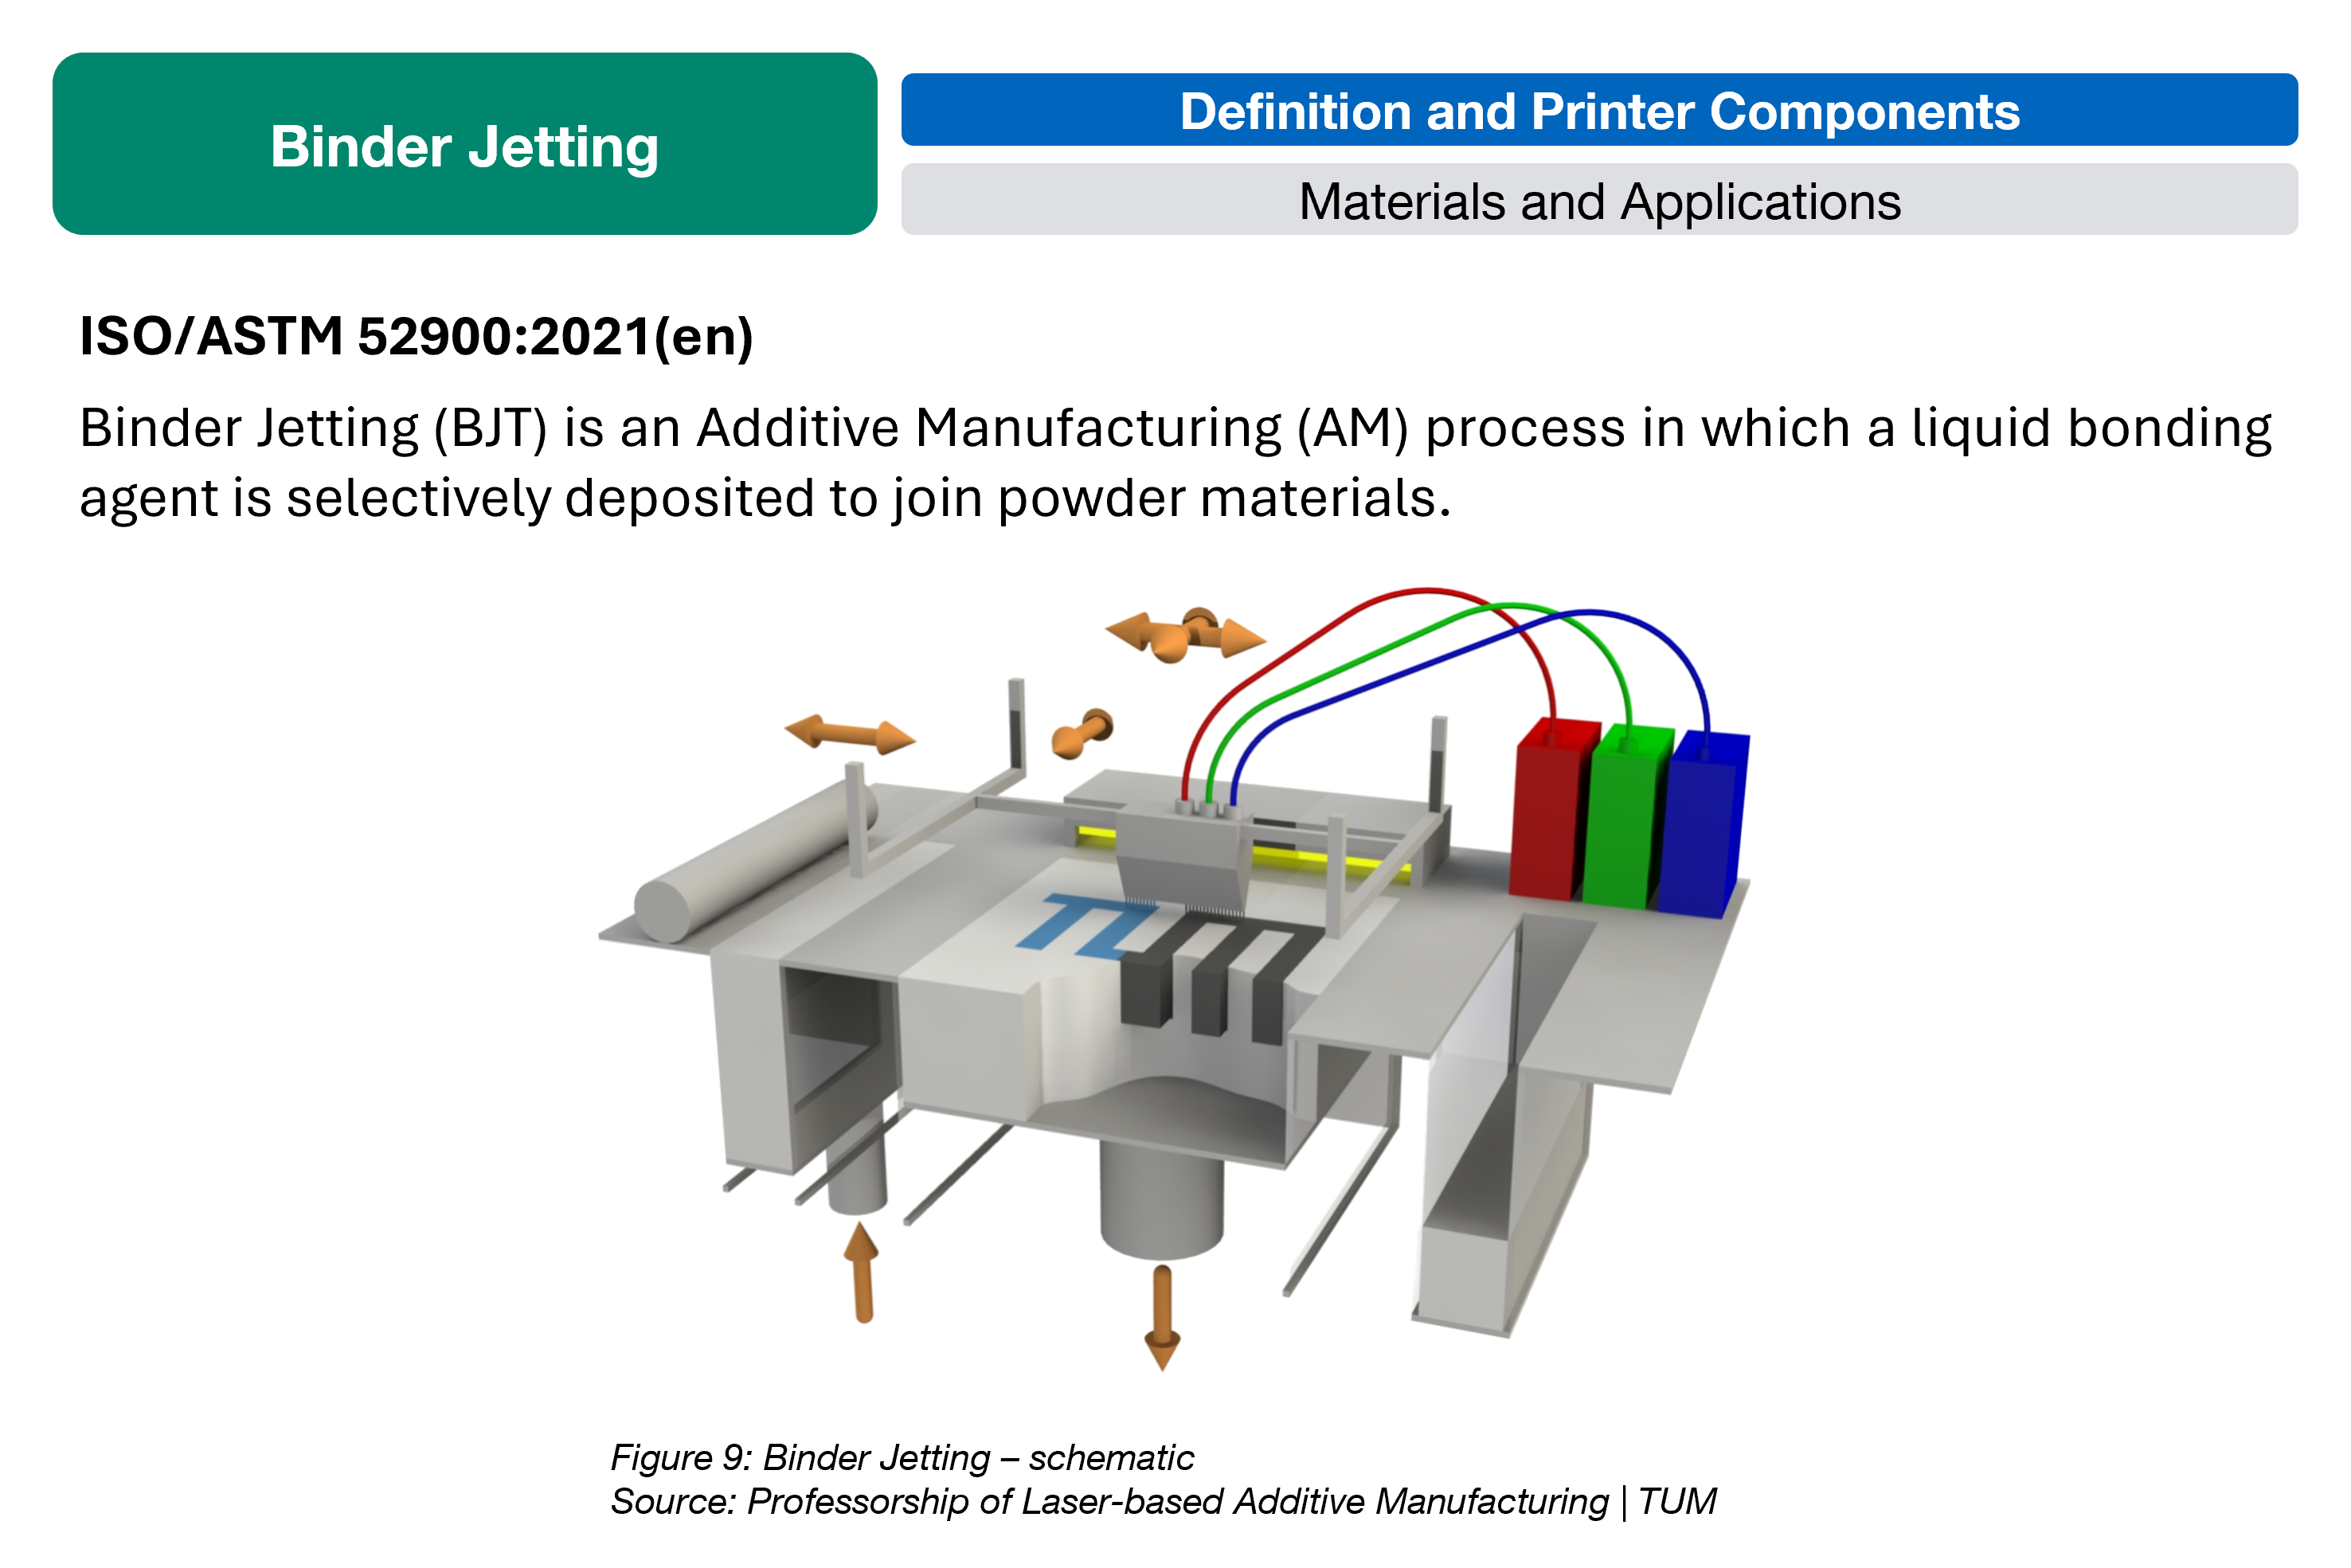 Binder Jetting
Definition and Printer Components
Materials and Applications
ISO/ASTM 52900:2021(en)
Binder Jetting (BJT) is an Additive Manufacturing (AM) process in which a liquid bonding
agent is selectively deposited to join powder materials.
TUM
Figure 9: Binder Jetting – schematic
Source: Professorship of Laser-based Additive Manufacturing | TUM